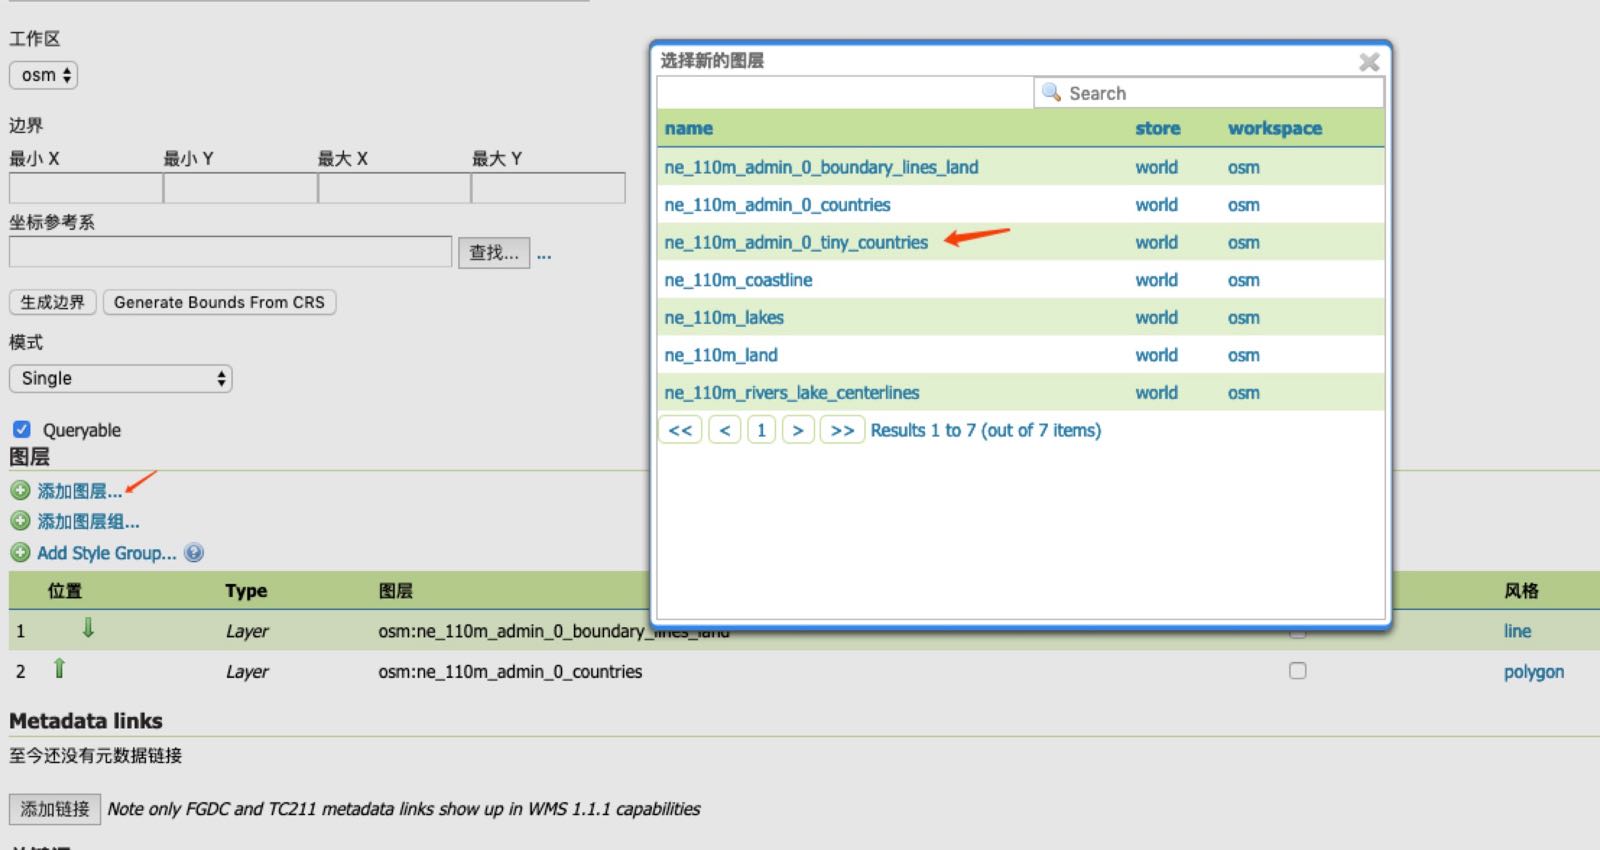 工作区
osm
边界
最小 X 最小 Y 最大 X 最大 Y
坐标参考系
查找... ...
生成边界 Generate Bounds From CRS
模式
Single
Queryable
图层
添加图层...
添加图层组...
Add Style Group...
位置 Type 图层 风格
1 Layer osm:ne_110m_admin_0_boundary_lines_land line
2 Layer osm:ne_110m_admin_0_countries polygon
Metadata links
至今还没有元数据链接
添加链接 Note only FGDC and TC211 metadata links show up in WMS 1.1.1 capabilities
选择新的图层
Search
name store workspace
ne_110m_admin_0_boundary_lines_land world osm
ne_110m_admin_0_countries world osm
ne_110m_admin_0_tiny_countries world osm
ne_110m_coastline world osm
ne_110m_lakes world osm
ne_110m_land world osm
ne_110m_rivers_lake_centerlines world osm
<< < 1 > >> Results 1 to 7 (out of 7 items)